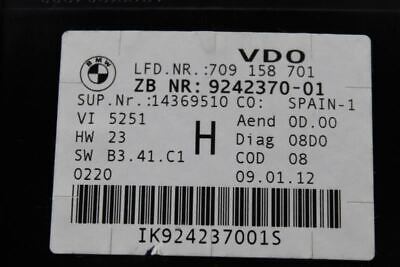 BMW
VDO
LFD.NR.:709 158 701
ZB NR: 9242370-01
SUP.Nr.:14369510 CO: SPAIN-1
VI 5251 Aend 0D.00
HW 23 H Diag 08D0
SW B3.41.C1 COD 08
0220 09.01.12
IK924237001S